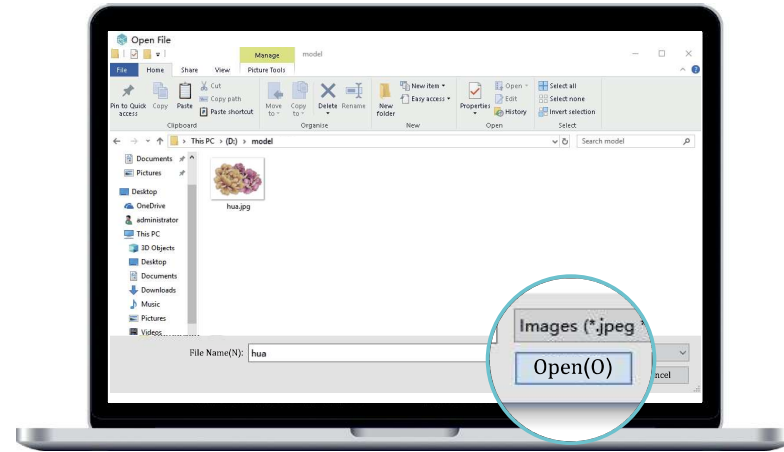 Open File
Manage
model
File Home Share View Picture Tools
Pin to Quick access
Copy
Paste
Cut
Copy path
Paste shortcut
Clipboard
Move to
Copy to
Delete
Rename
Organise
New folder
New item
Easy access
New
Properties
Open
Edit
History
Open
Select all
Select none
Invert selection
Select
This PC > (D:) > model
Search model
Documents
Pictures
Desktop
OneDrive
administrator
This PC
3D Objects
Desktop
Documents
Downloads
Music
Pictures
Videos
hua.jpg
Images (*.jpeg
File Name(N): hua
Open(O)
ncel